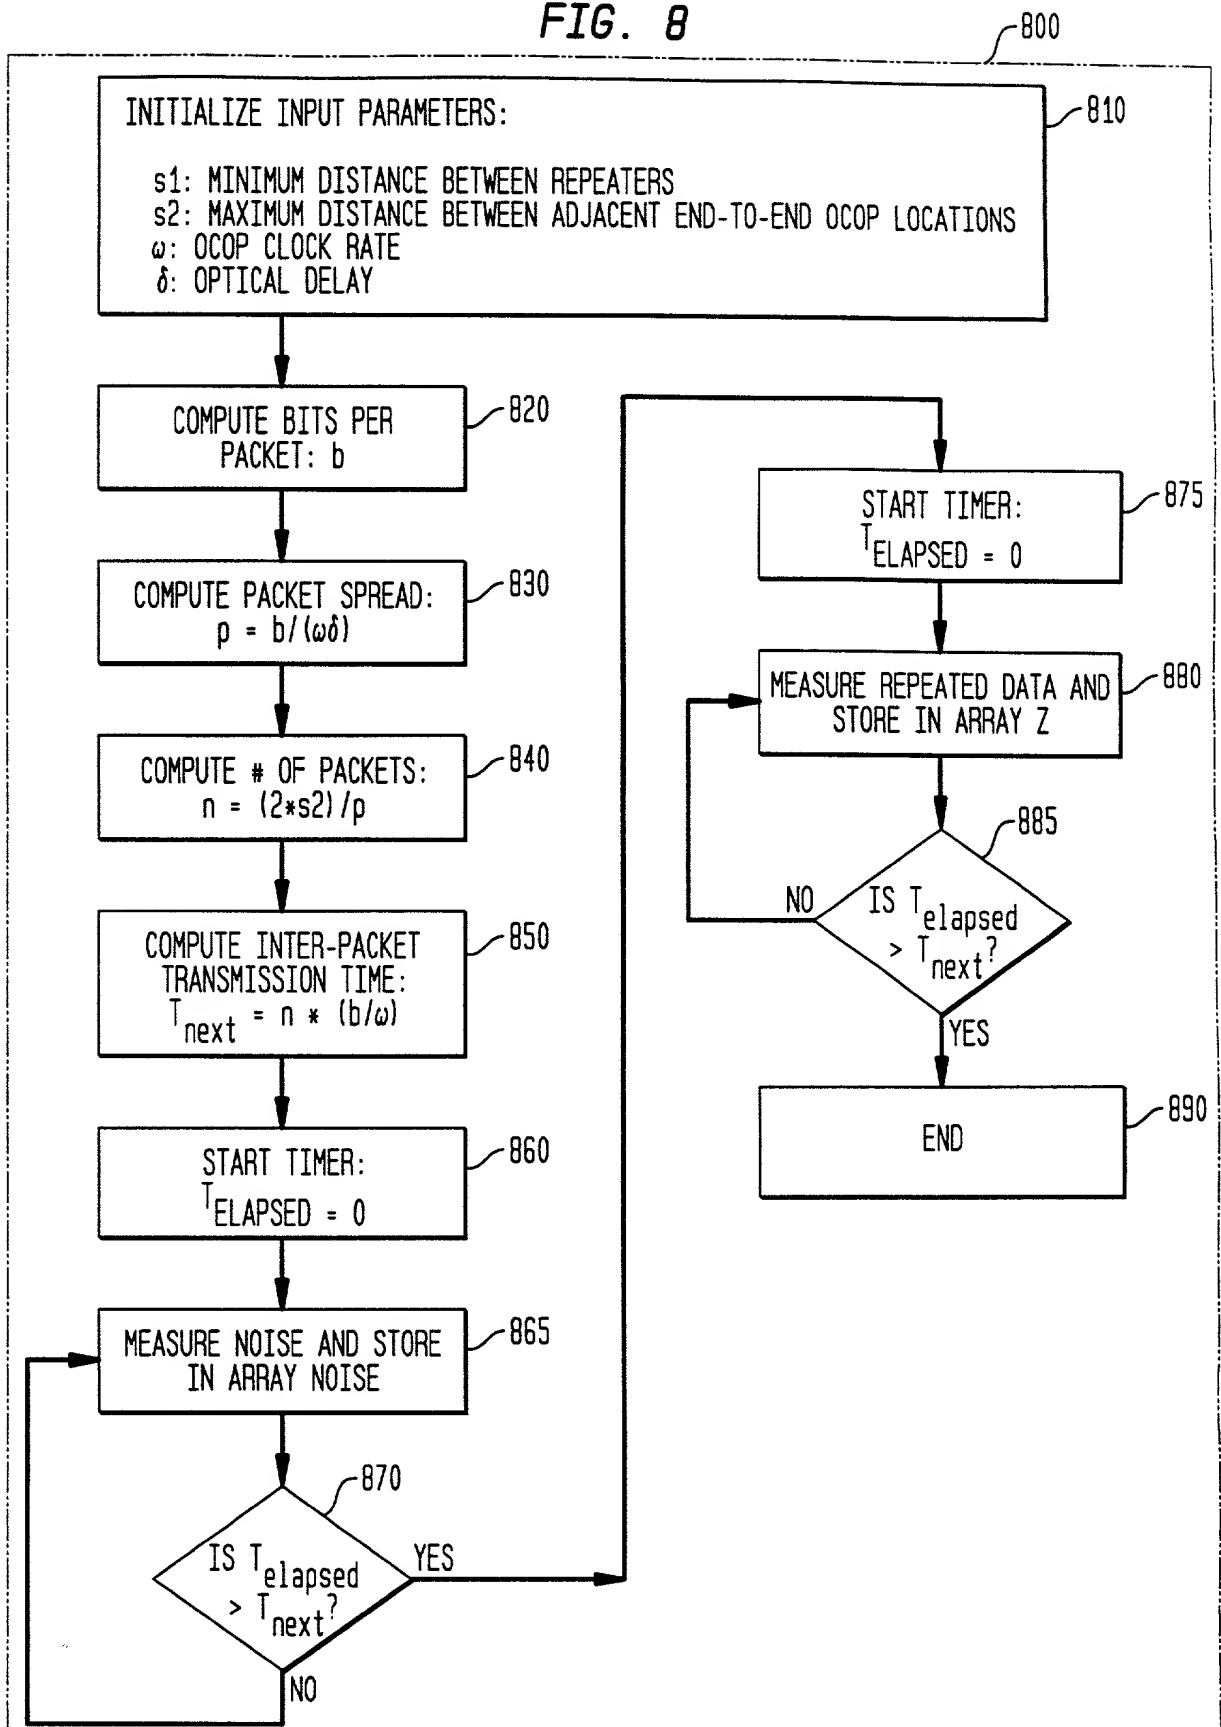 FIG. 8
800
INITIALIZE INPUT PARAMETERS:
810
s1: MINIMUM DISTANCE BETWEEN REPEATERS
s2: MAXIMUM DISTANCE BETWEEN ADJACENT END-TO-END OCOP LOCATIONS
ω: OCOP CLOCK RATE
δ: OPTICAL DELAY
COMPUTE BITS PER
PACKET: b
820
COMPUTE PACKET SPREAD:
p = b/(ωδ)
830
COMPUTE # OF PACKETS:
n = (2*s2)/p
840
COMPUTE INTER-PACKET
TRANSMISSION TIME:
Tnext = n * (b/ω)
850
START TIMER:
TELAPSED = 0
860
MEASURE NOISE AND STORE
IN ARRAY NOISE
865
870
IS Telapsed
> Tnext?
YES
NO
START TIMER:
TELAPSED = 0
875
MEASURE REPEATED DATA AND
STORE IN ARRAY Z
880
885
NO
IS Telapsed
> Tnext?
YES
END
890